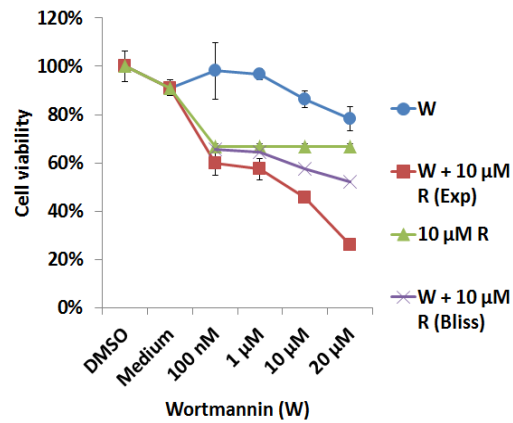 120%
100%
80%
60%
40%
20%
0%
Cell viability
DMSO
Medium
100 nM
1 µM
10 µM
20 µM
Wortmannin (W)
W
W + 10 µM
R (Exp)
10 µM R
W + 10 µM
R (Bliss)